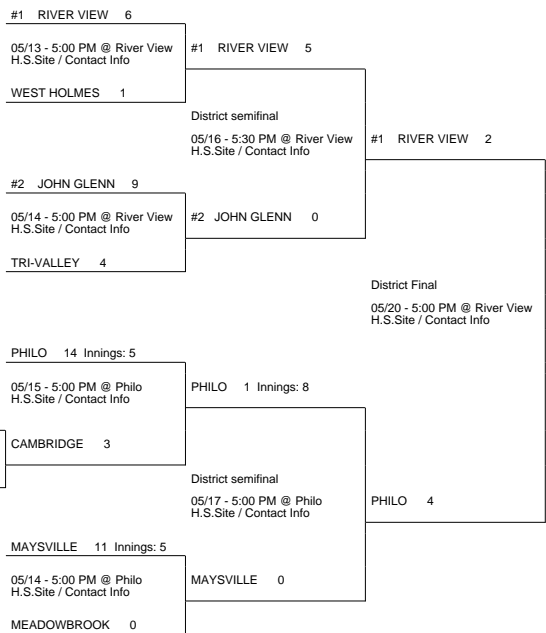 #1 RIVER VIEW 6
05/13 - 5:00 PM @ River View
H.S.Site / Contact Info
WEST HOLMES 1
#1 RIVER VIEW 5
District semifinal
05/16 - 5:30 PM @ River View
H.S.Site / Contact Info
#1 RIVER VIEW 2
#2 JOHN GLENN 9
05/14 - 5:00 PM @ River View
H.S.Site / Contact Info
TRI-VALLEY 4
#2 JOHN GLENN 0
District Final
05/20 - 5:00 PM @ River View
H.S.Site / Contact Info
PHILO 14 Innings: 5
05/15 - 5:00 PM @ Philo
H.S.Site / Contact Info
CAMBRIDGE 3
PHILO 1 Innings: 8
District semifinal
05/17 - 5:00 PM @ Philo
H.S.Site / Contact Info
PHILO 4
MAYSVILLE 11 Innings: 5
05/14 - 5:00 PM @ Philo
H.S.Site / Contact Info
MEADOWBROOK 0
MAYSVILLE 0